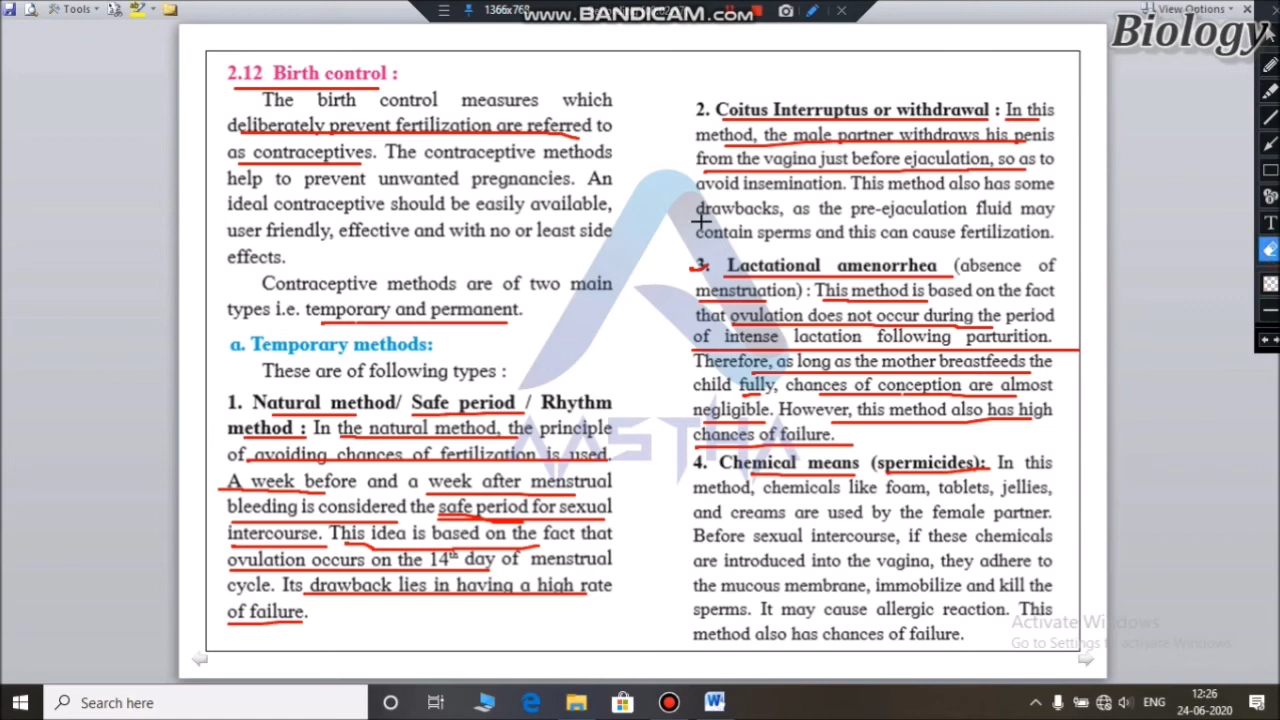 Tools
1366x768
www.BANDICAM.com
View Options
Biology
2.12 Birth control :
The birth control measures which
deliberately prevent fertilization are referred to
as contraceptives. The contraceptive methods
help to prevent unwanted pregnancies. An
ideal contraceptive should be easily available,
user friendly, effective and with no or least side
effects.
Contraceptive methods are of two main
types i.e. temporary and permanent.
a. Temporary methods:
These are of following types :
1. Natural method/ Safe period / Rhythm
method : In the natural method, the principle
of avoiding chances of fertilization is used.
A week before and a week after menstrual
bleeding is considered the safe period for sexual
intercourse. This idea is based on the fact that
ovulation occurs on the 14th day of menstrual
cycle. Its drawback lies in having a high rate
of failure.
2. Coitus Interruptus or withdrawal : In this
method, the male partner withdraws his penis
from the vagina just before ejaculation, so as to
avoid insemination. This method also has some
drawbacks, as the pre-ejaculation fluid may
contain sperms and this can cause fertilization.
3. Lactational amenorrhea (absence of
menstruation) : This method is based on the fact
that ovulation does not occur during the period
of intense lactation following parturition.
Therefore, as long as the mother breastfeeds the
child fully, chances of conception are almost
negligible. However, this method also has high
chances of failure.
4. Chemical means (spermicides): In this
method, chemicals like foam, tablets, jellies,
and creams are used by the female partner.
Before sexual intercourse, if these chemicals
are introduced into the vagina, they adhere to
the mucous membrane, immobilize and kill the
sperms. It may cause allergic reaction. This
method also has chances of failure.
AASTHA
Activate Windows
Go to Settings to activate Windows.
Search here
ENG
12:26
24-06-2020